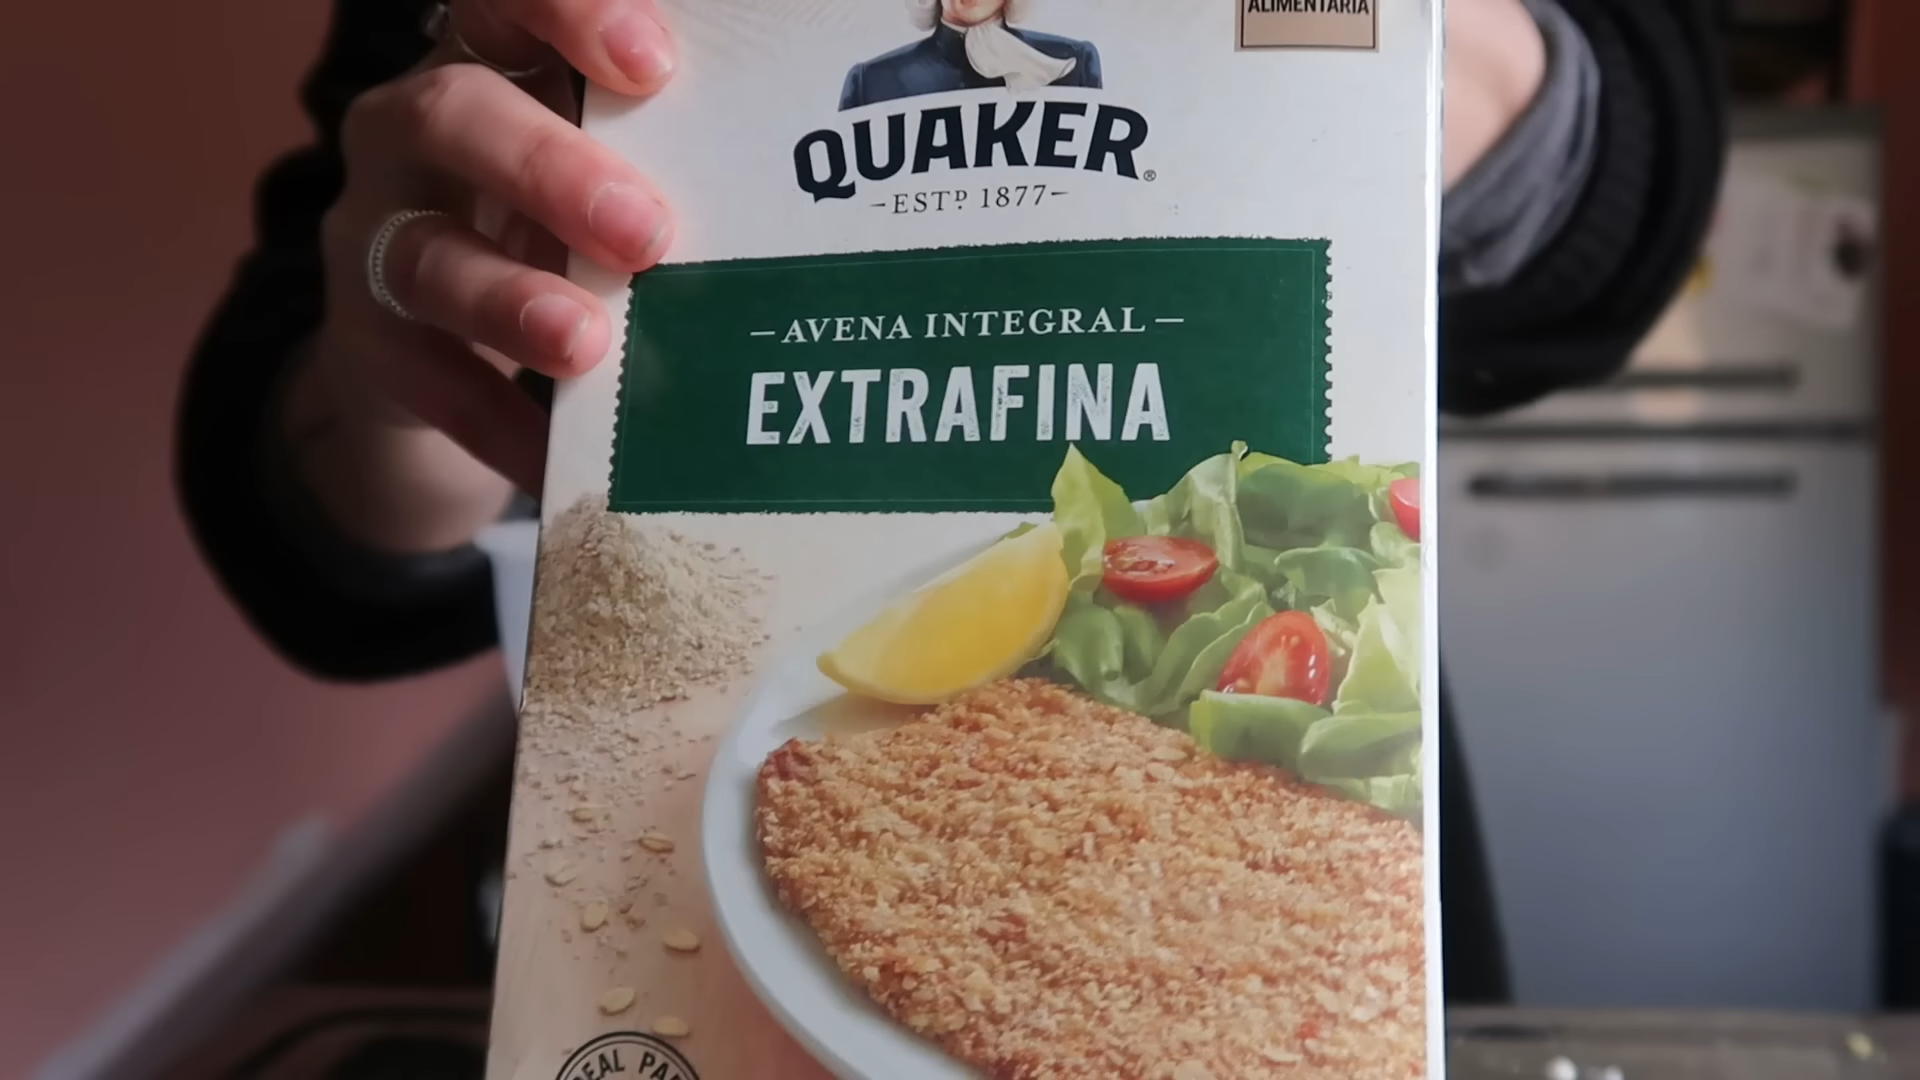 ALIMENTARIA
QUAKER®
-ESTD 1877-
-AVENA INTEGRAL-
EXTRAFINA